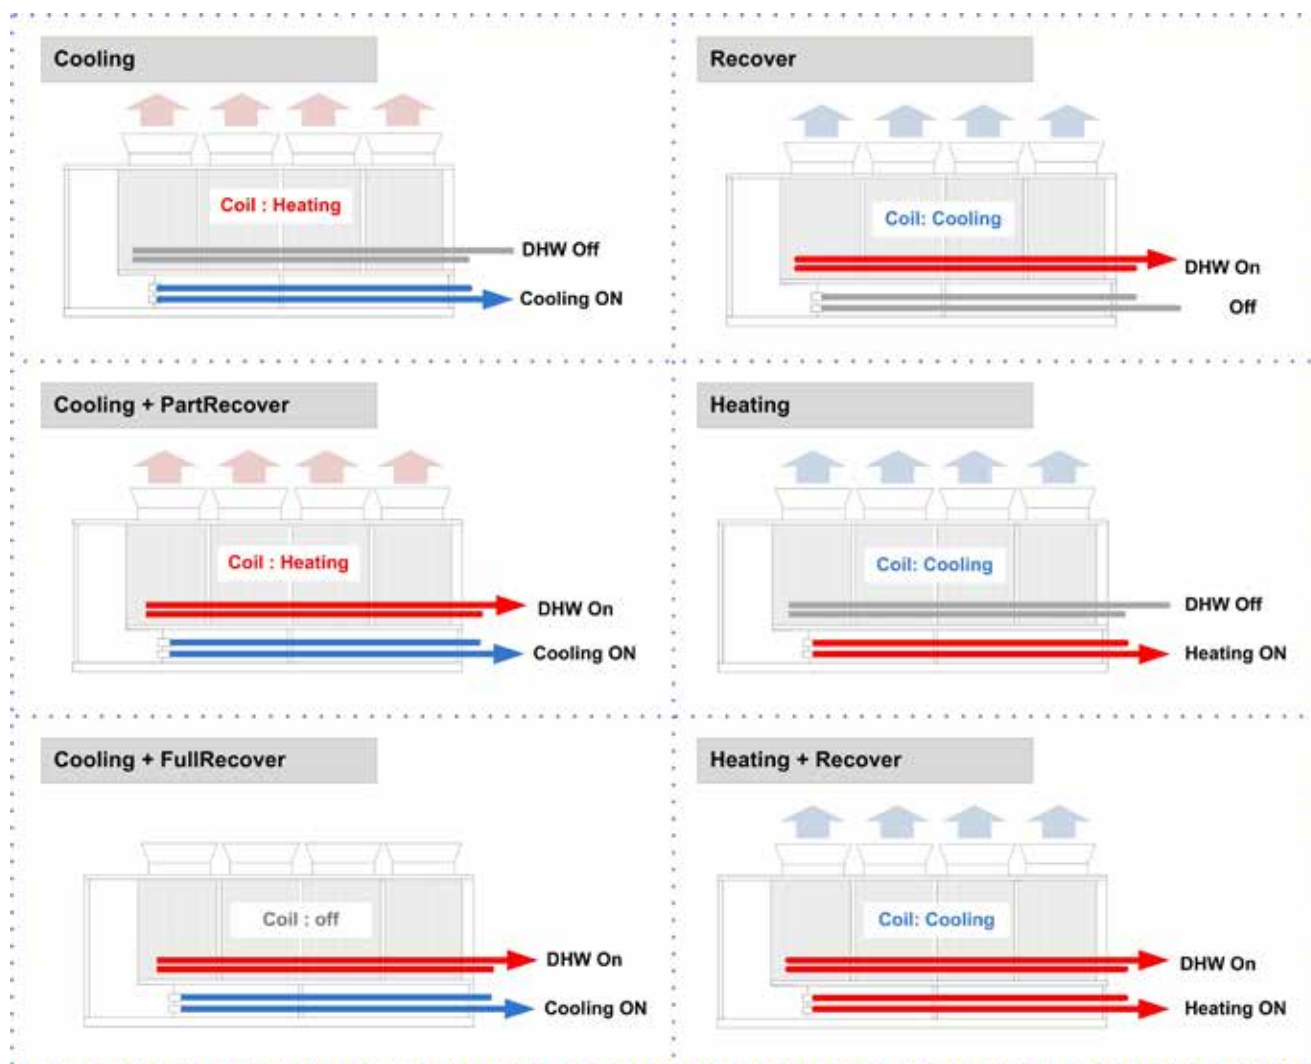 Cooling
Coil : Heating
DHW Off
Cooling ON
Recover
Coil: Cooling
DHW On
Off
Cooling + PartRecover
Coil : Heating
DHW On
Cooling ON
Heating
Coil: Cooling
DHW Off
Heating ON
Cooling + FullRecover
Coil : off
DHW On
Cooling ON
Heating + Recover
Coil: Cooling
DHW On
Heating ON